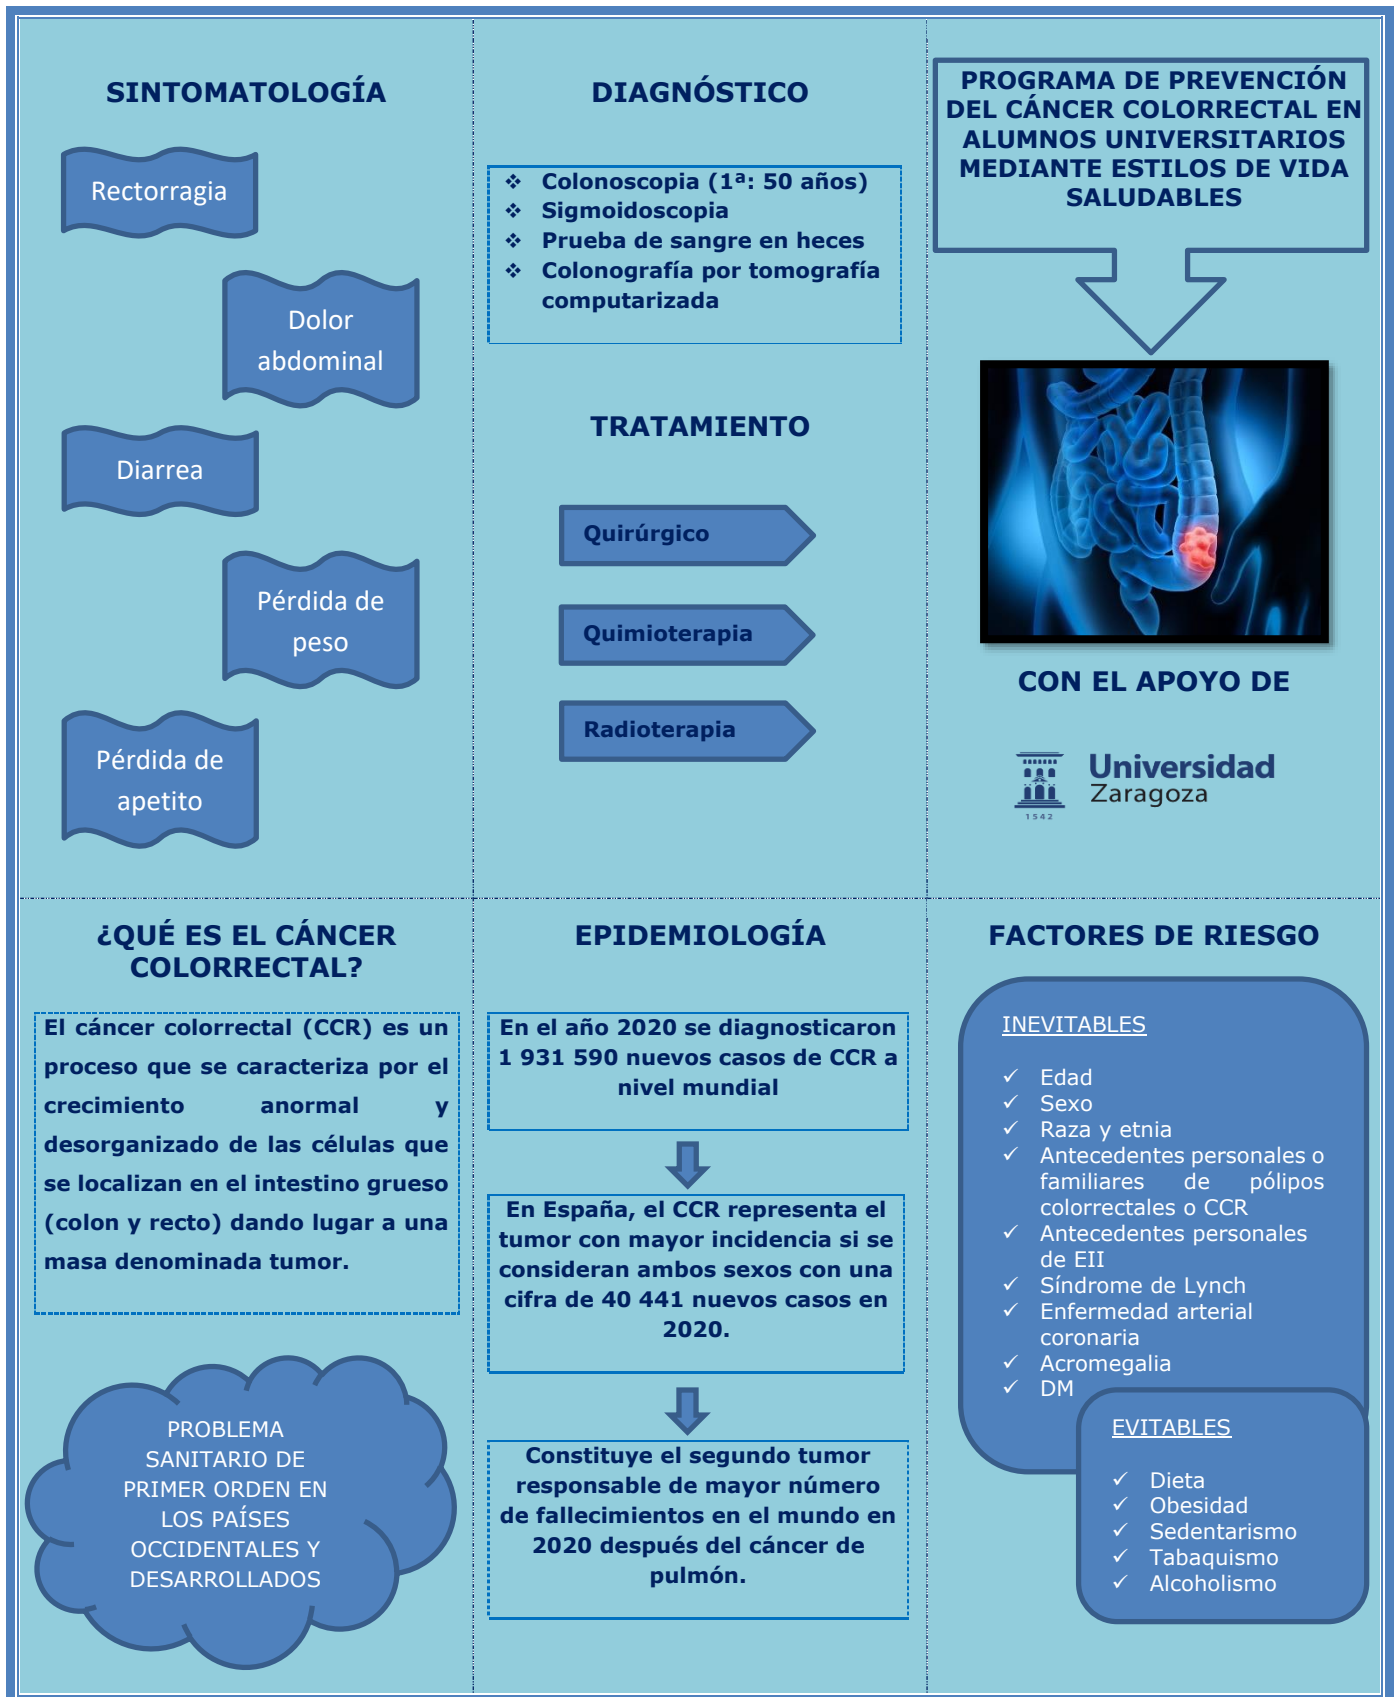 SINTOMATOLOGÍA
Rectorragia
Dolor
abdominal
Diarrea
Pérdida de
peso
Pérdida de
apetito
DIAGNÓSTICO
❖ Colonoscopia (1ª: 50 años)
❖ Sigmoidoscopia
❖ Prueba de sangre en heces
❖ Colonografía por tomografía
computarizada
TRATAMIENTO
Quirúrgico
Quimioterapia
Radioterapia
PROGRAMA DE PREVENCIÓN
DEL CÁNCER COLORRECTAL EN
ALUMNOS UNIVERSITARIOS
MEDIANTE ESTILOS DE VIDA
SALUDABLES
CON EL APOYO DE
Universidad
Zaragoza
1542
¿QUÉ ES EL CÁNCER
COLORRECTAL?
El cáncer colorrectal (CCR) es un
proceso que se caracteriza por el
crecimiento anormal y
desorganizado de las células que
se localizan en el intestino grueso
(colon y recto) dando lugar a una
masa denominada tumor.
PROBLEMA
SANITARIO DE
PRIMER ORDEN EN
LOS PAÍSES
OCCIDENTALES Y
DESARROLLADOS
EPIDEMIOLOGÍA
En el año 2020 se diagnosticaron
1 931 590 nuevos casos de CCR a
nivel mundial
En España, el CCR representa el
tumor con mayor incidencia si se
consideran ambos sexos con una
cifra de 40 441 nuevos casos en
2020.
Constituye el segundo tumor
responsable de mayor número
de fallecimientos en el mundo en
2020 después del cáncer de
pulmón.
FACTORES DE RIESGO
INEVITABLES
✓ Edad
✓ Sexo
✓ Raza y etnia
✓ Antecedentes personales o
familiares de pólipos
colorrectales o CCR
✓ Antecedentes personales
de EII
✓ Síndrome de Lynch
✓ Enfermedad arterial
coronaria
✓ Acromegalia
✓ DM
EVITABLES
✓ Dieta
✓ Obesidad
✓ Sedentarismo
✓ Tabaquismo
✓ Alcoholismo